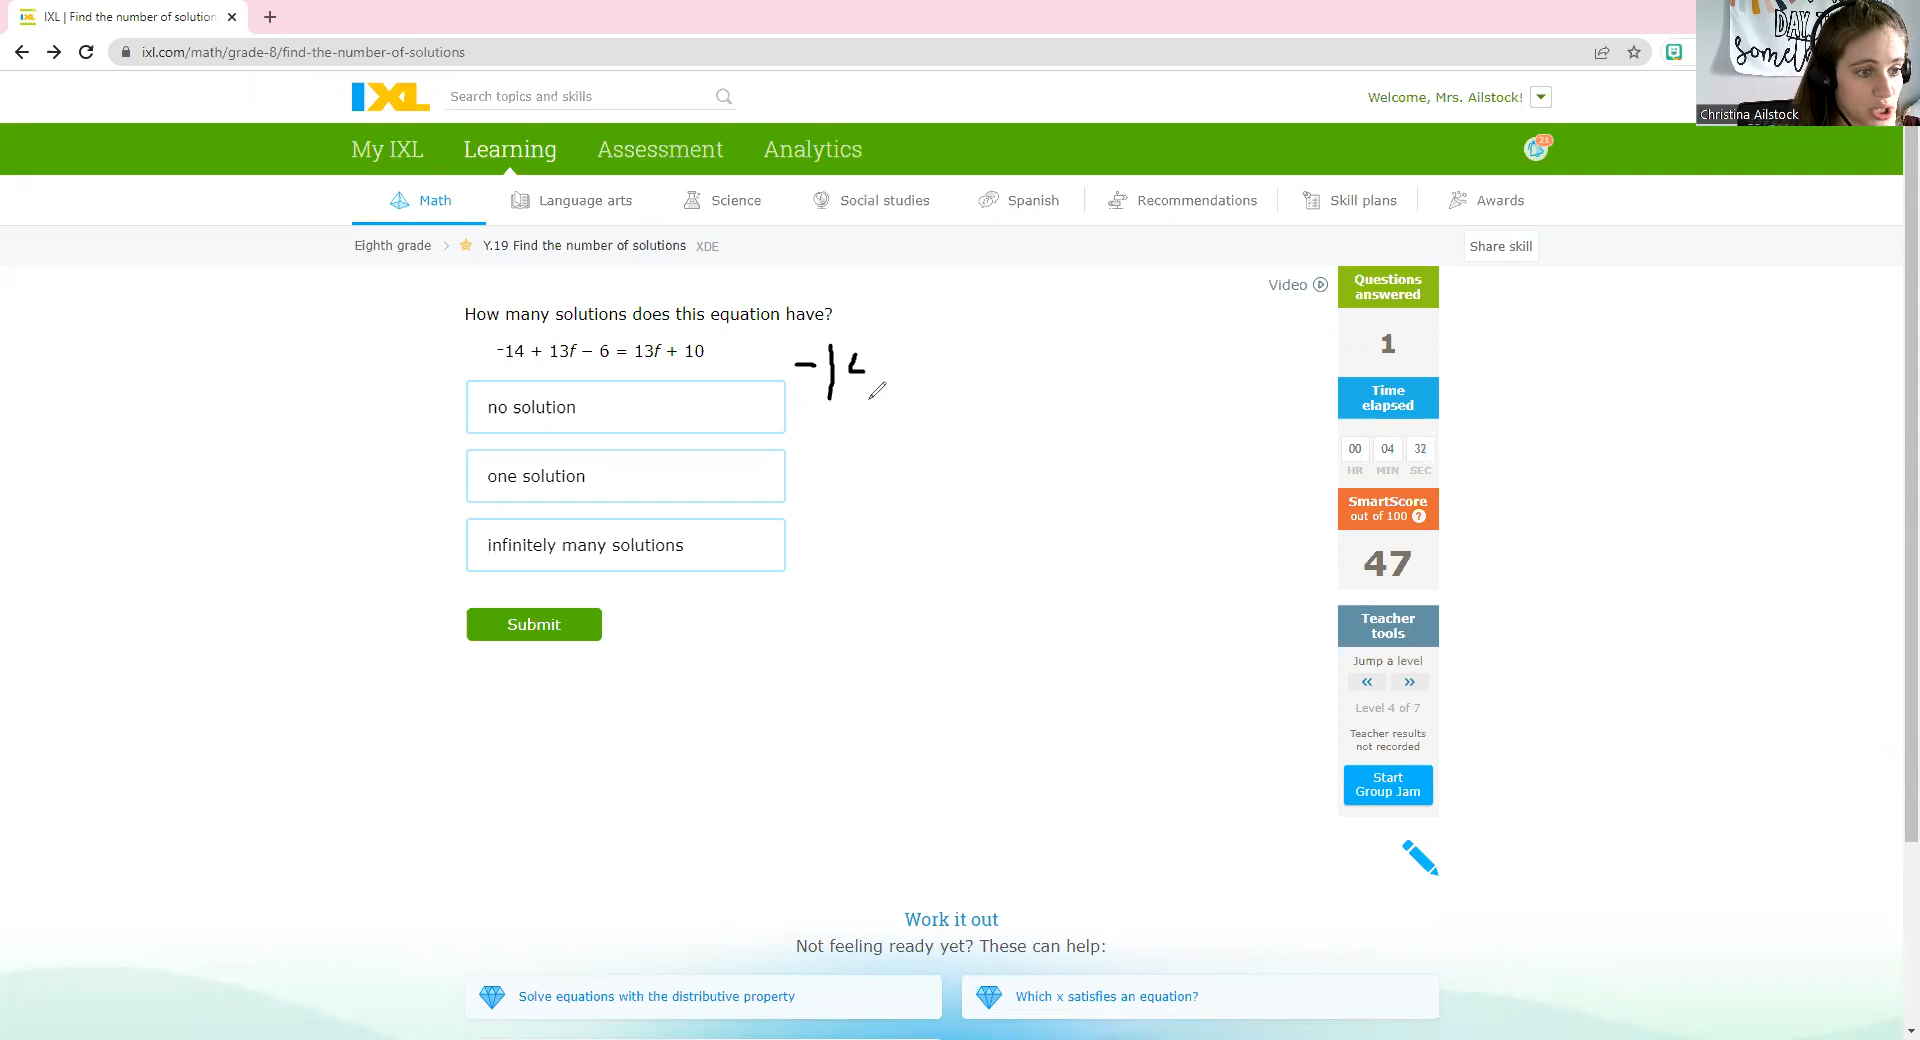 IXL | Find the number of solution
ixl.com/math/grade-8/find-the-number-of-solutions
IXL
Search topics and skills
Welcome, Mrs. Ailstock!
DAY
someth
Christina Ailstock
My IXL Learning Assessment Analytics
21
Math Language arts Science Social studies Spanish Recommendations Skill plans Awards
Eighth grade > Y.19 Find the number of solutions XDE
Share skill
Video
How many solutions does this equation have?
-14 + 13f − 6 = 13f + 10
-14
no solution
one solution
infinitely many solutions
Submit
Questions
answered
1
Time
elapsed
00 04 32
HR MIN SEC
SmartScore
out of 100 ?
47
Teacher
tools
Jump a level
<< >>
Level 4 of 7
Teacher results
not recorded
Start
Group Jam
Work it out
Not feeling ready yet? These can help:
Solve equations with the distributive property
Which x satisfies an equation?